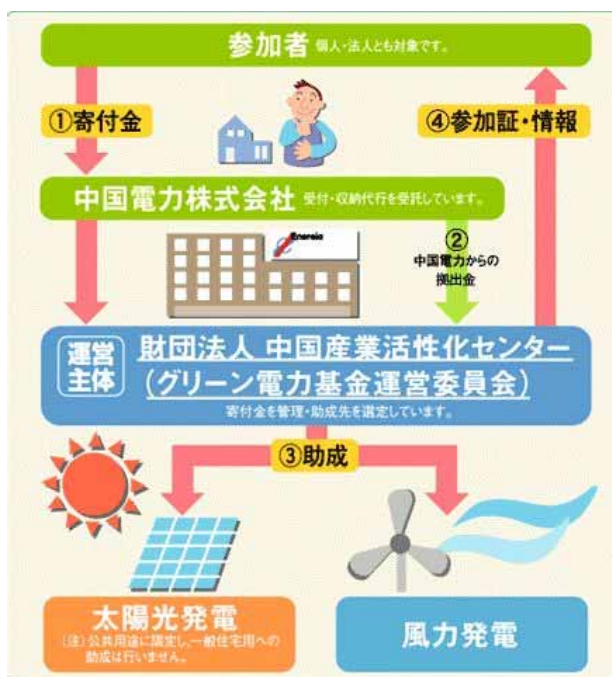 参加者 個人・法人とも対象です。
①寄付金
④参加証・情報
中国電力株式会社 受付・収納代行を受託しています。
Energia
②
中国電力からの
拠出金
運営
主体
財団法人 中国産業活性化センター
(グリーン電力基金運営委員会)
寄付金を管理・助成先を選定しています。
③助成
太陽光発電
(注)公共用途に限定し、一般住宅用への
助成は行いません。
風力発電